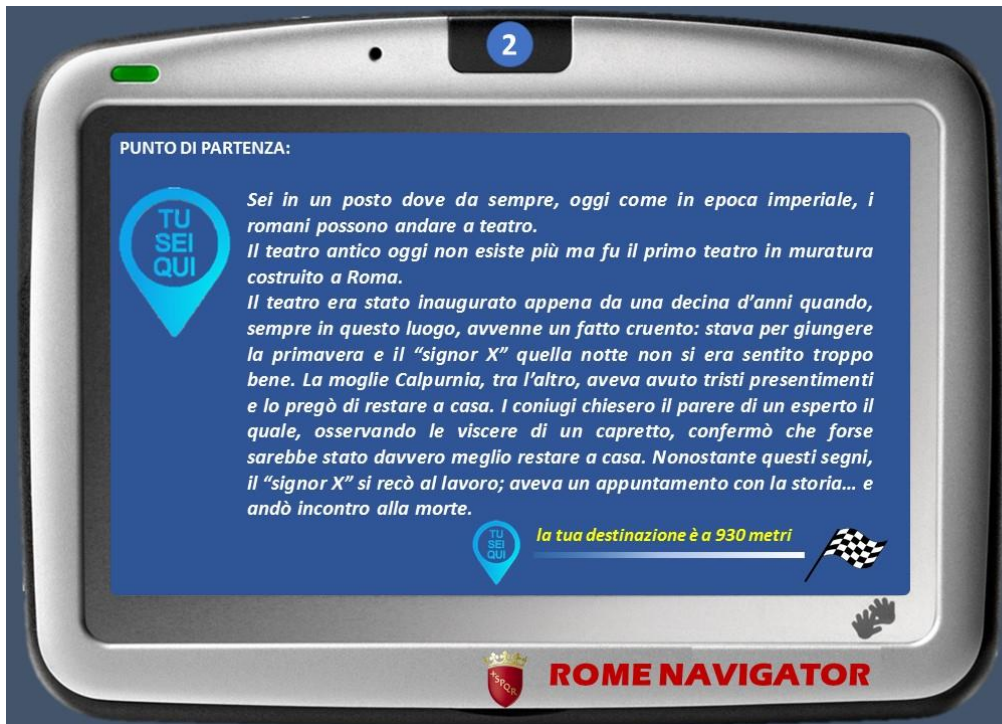 2
PUNTO DI PARTENZA:
TU
SEI
QUI
Sei in un posto dove da sempre, oggi come in epoca imperiale, i
romani possono andare a teatro.
Il teatro antico oggi non esiste più ma fu il primo teatro in muratura
costruito a Roma.
Il teatro era stato inaugurato appena da una decina d’anni quando,
sempre in questo luogo, avvenne un fatto cruento: stava per giungere
la primavera e il “signor X” quella notte non si era sentito troppo
bene. La moglie Calpurnia, tra l’altro, aveva avuto tristi presentimenti
e lo pregò di restare a casa. I coniugi chiesero il parere di un esperto il
quale, osservando le viscere di un capretto, confermò che forse
sarebbe stato davvero meglio restare a casa. Nonostante questi segni,
il “signor X” si recò al lavoro; aveva un appuntamento con la storia… e
andò incontro alla morte.
TU
SEI
QUI
la tua destinazione è a 930 metri
SPQR
ROME NAVIGATOR